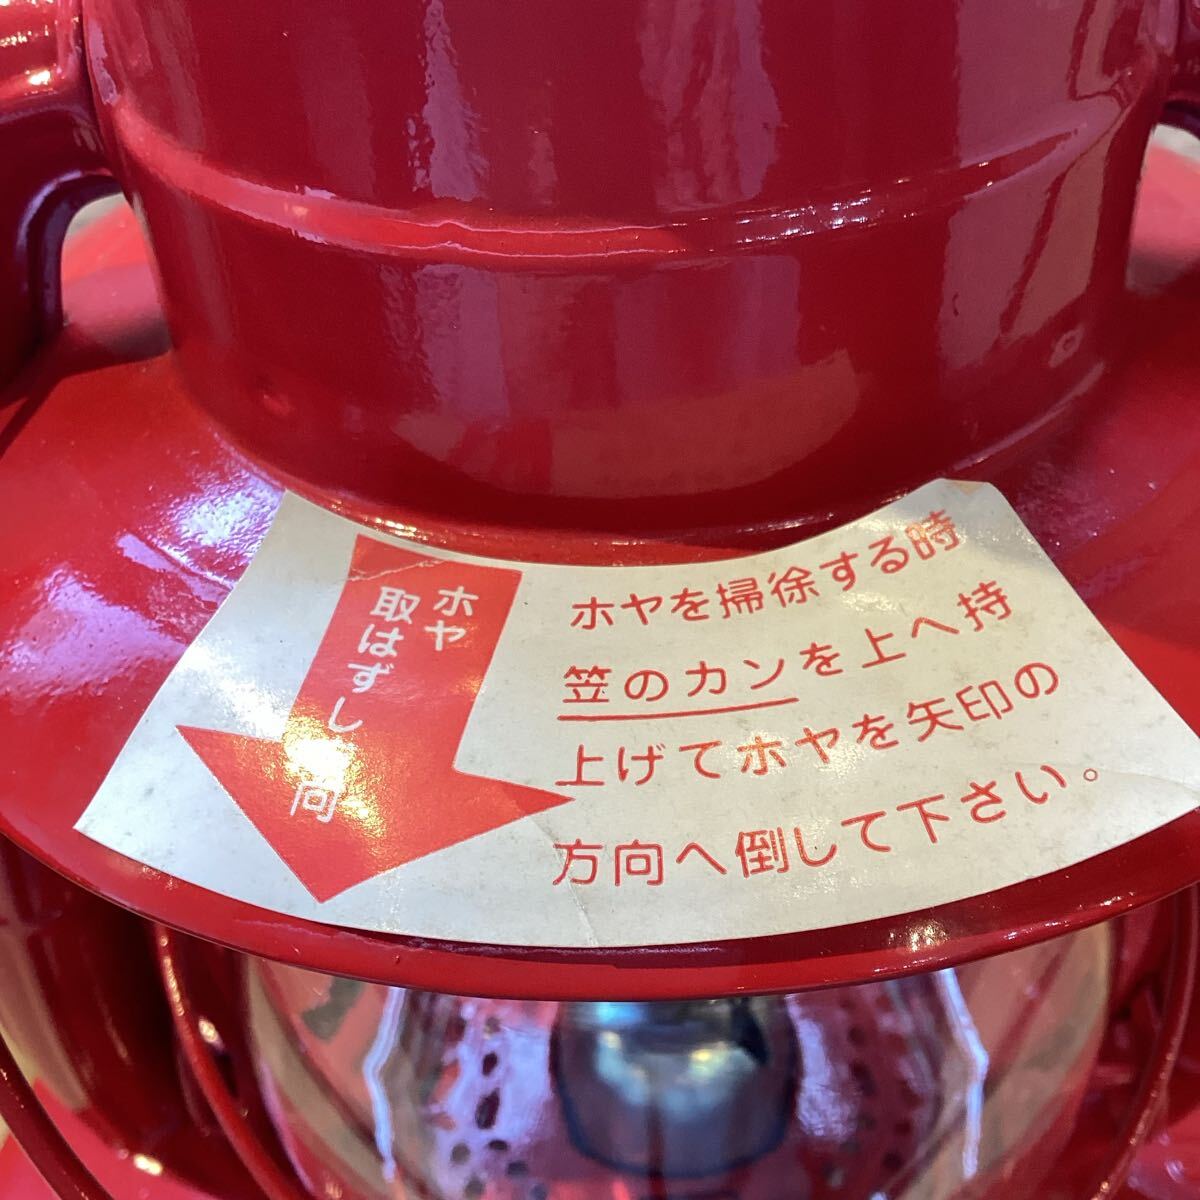 ホヤ
取はずし方向
ホヤを掃徐する時
笠のカンを上へ持
上げてホヤを矢印の
方向へ倒して下さい。